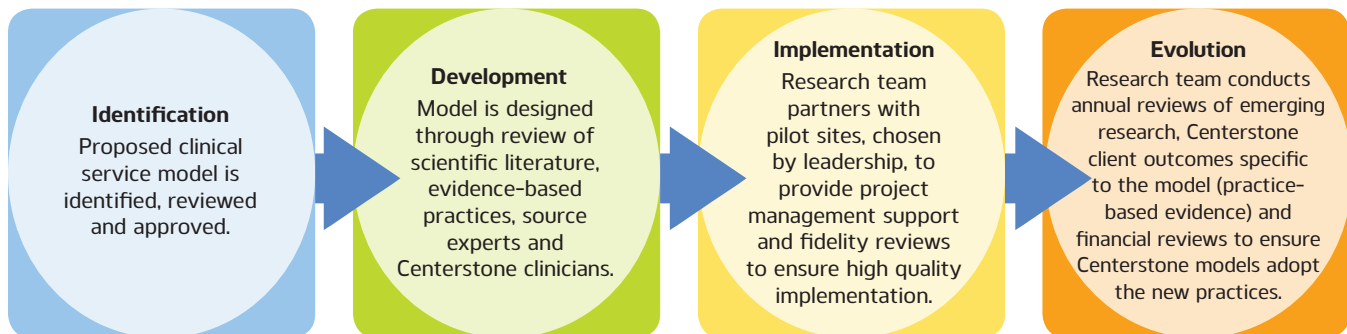 Identification
Proposed clinical
service model is
identified, reviewed
and approved.
Development
Model is designed
through review of
scientific literature,
evidence-based
practices, source
experts and
Centerstone clinicians.
Implementation
Research team
partners with
pilot sites, chosen
by leadership, to
provide project
management support
and fidelity reviews
to ensure high quality
implementation.
Evolution
Research team conducts
annual reviews of emerging
research, Centerstone
client outcomes specific
to the model (practice-
based evidence) and
financial reviews to ensure
Centerstone models adopt
the new practices.